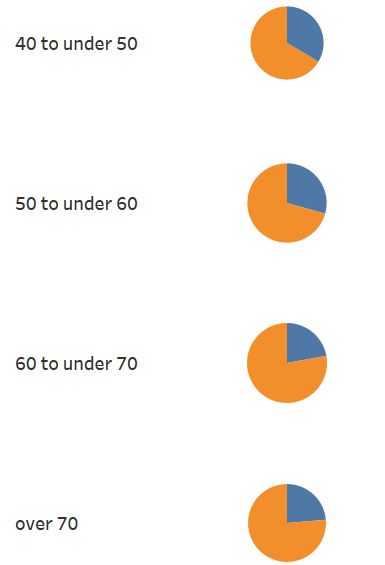 40 to under 50
50 to under 60
60 to under 70
over 70